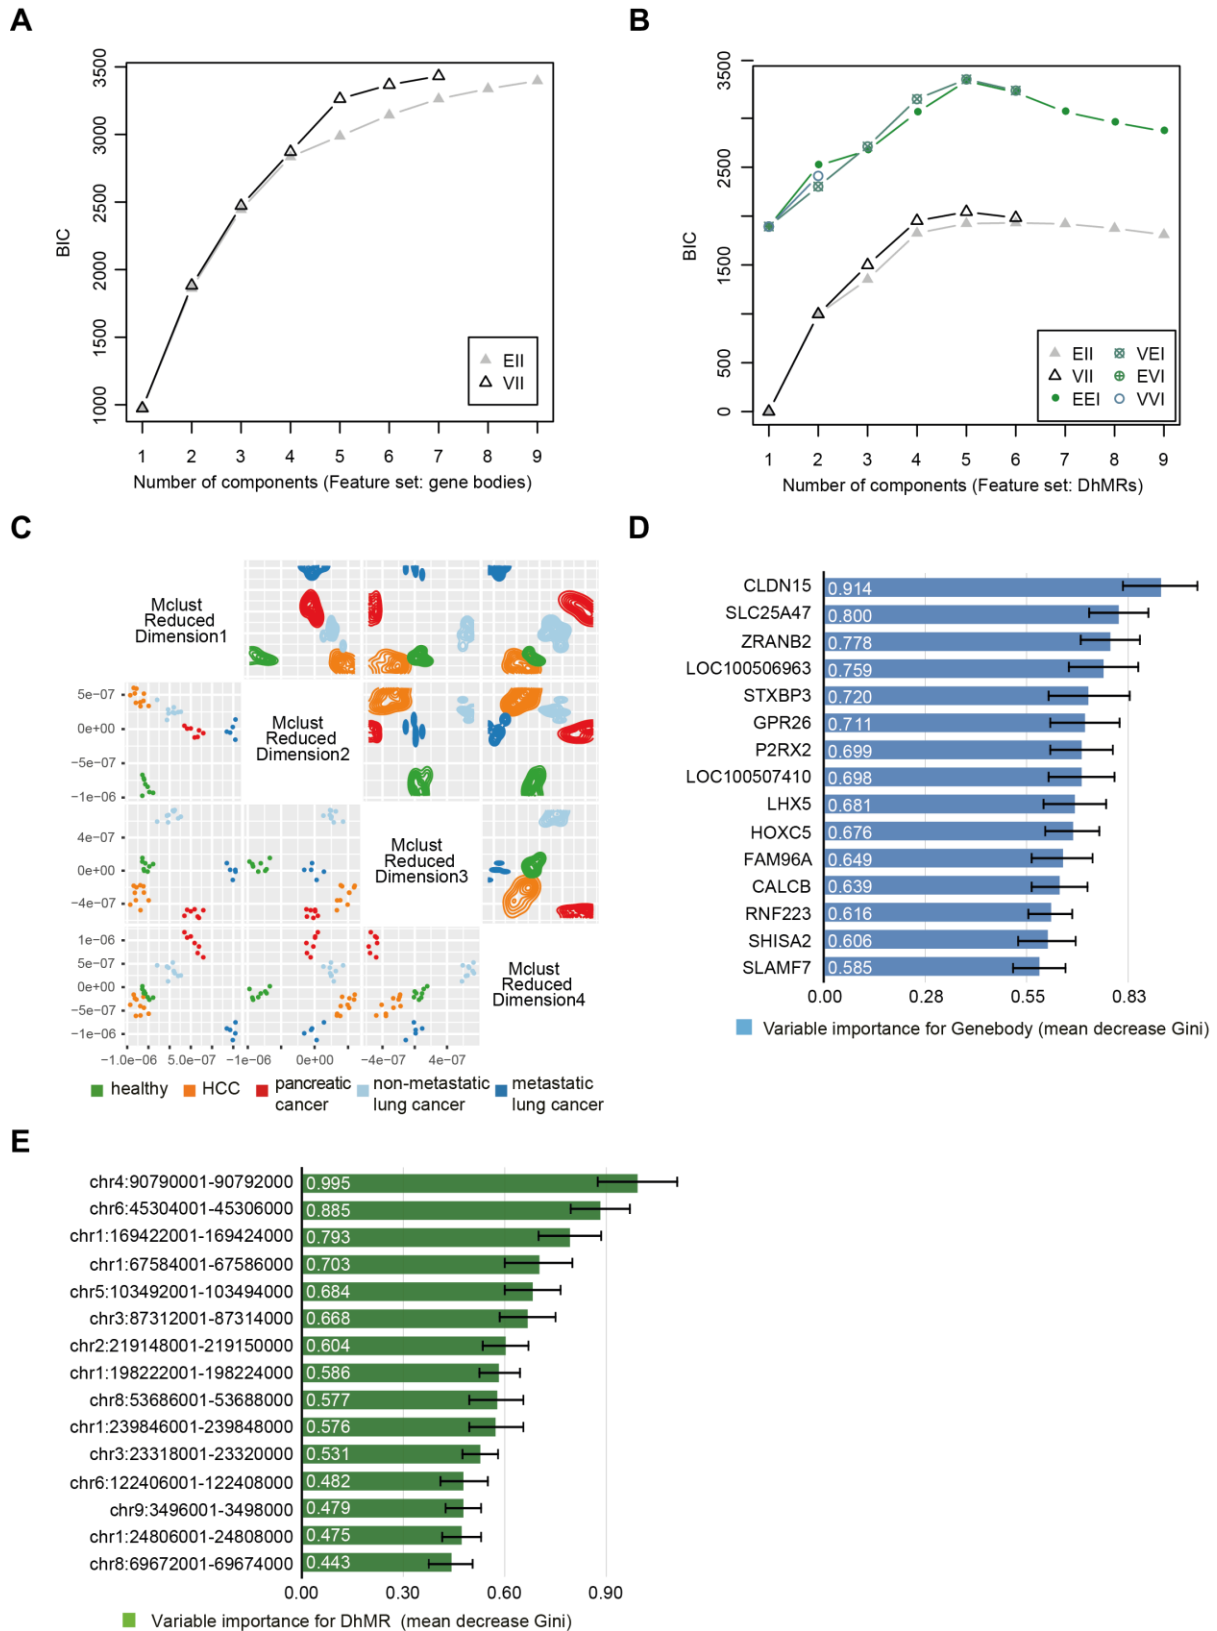 A
BIC
3500
3000
2500
2000
1500
1000
EII
VII
1 2 3 4 5 6 7 8 9
Number of components (Feature set: gene bodies)
B
BIC
3500
2500
1500
500
0
EII VEI
VII EVI
EEI VVI
1 2 3 4 5 6 7 8 9
Number of components (Feature set: DhMRs)
C
Mclust
Reduced
Dimension1
5e−07
0e+00
−5e−07
−1e−06
Mclust
Reduced
Dimension2
4e−07
0e+00
−4e−07
Mclust
Reduced
Dimension3
1e−06
5e−07
0e+00
−5e−07
−1e−06
Mclust
Reduced
Dimension4
−1.0e−06 5.0e−07 −1e−06 0e+00 −4e−07 4e−07
healthy
HCC
pancreatic
cancer
non-metastatic
lung cancer
metastatic
lung cancer
D
CLDN15 0.914
SLC25A47 0.800
ZRANB2 0.778
LOC100506963 0.759
STXBP3 0.720
GPR26 0.711
P2RX2 0.699
LOC100507410 0.698
LHX5 0.681
HOXC5 0.676
FAM96A 0.649
CALCB 0.639
RNF223 0.616
SHISA2 0.606
SLAMF7 0.585
0.00 0.28 0.55 0.83
Variable importance for Genebody (mean decrease Gini)
E
chr4:90790001-90792000 0.995
chr6:45304001-45306000 0.885
chr1:169422001-169424000 0.793
chr1:67584001-67586000 0.703
chr5:103492001-103494000 0.684
chr3:87312001-87314000 0.668
chr2:219148001-219150000 0.604
chr1:198222001-198224000 0.586
chr8:53686001-53688000 0.577
chr1:239846001-239848000 0.576
chr3:23318001-23320000 0.531
chr6:122406001-122408000 0.482
chr9:3496001-3498000 0.479
chr1:24806001-24808000 0.475
chr8:69672001-69674000 0.443
0.00 0.30 0.60 0.90
Variable importance for DhMR (mean decrease Gini)